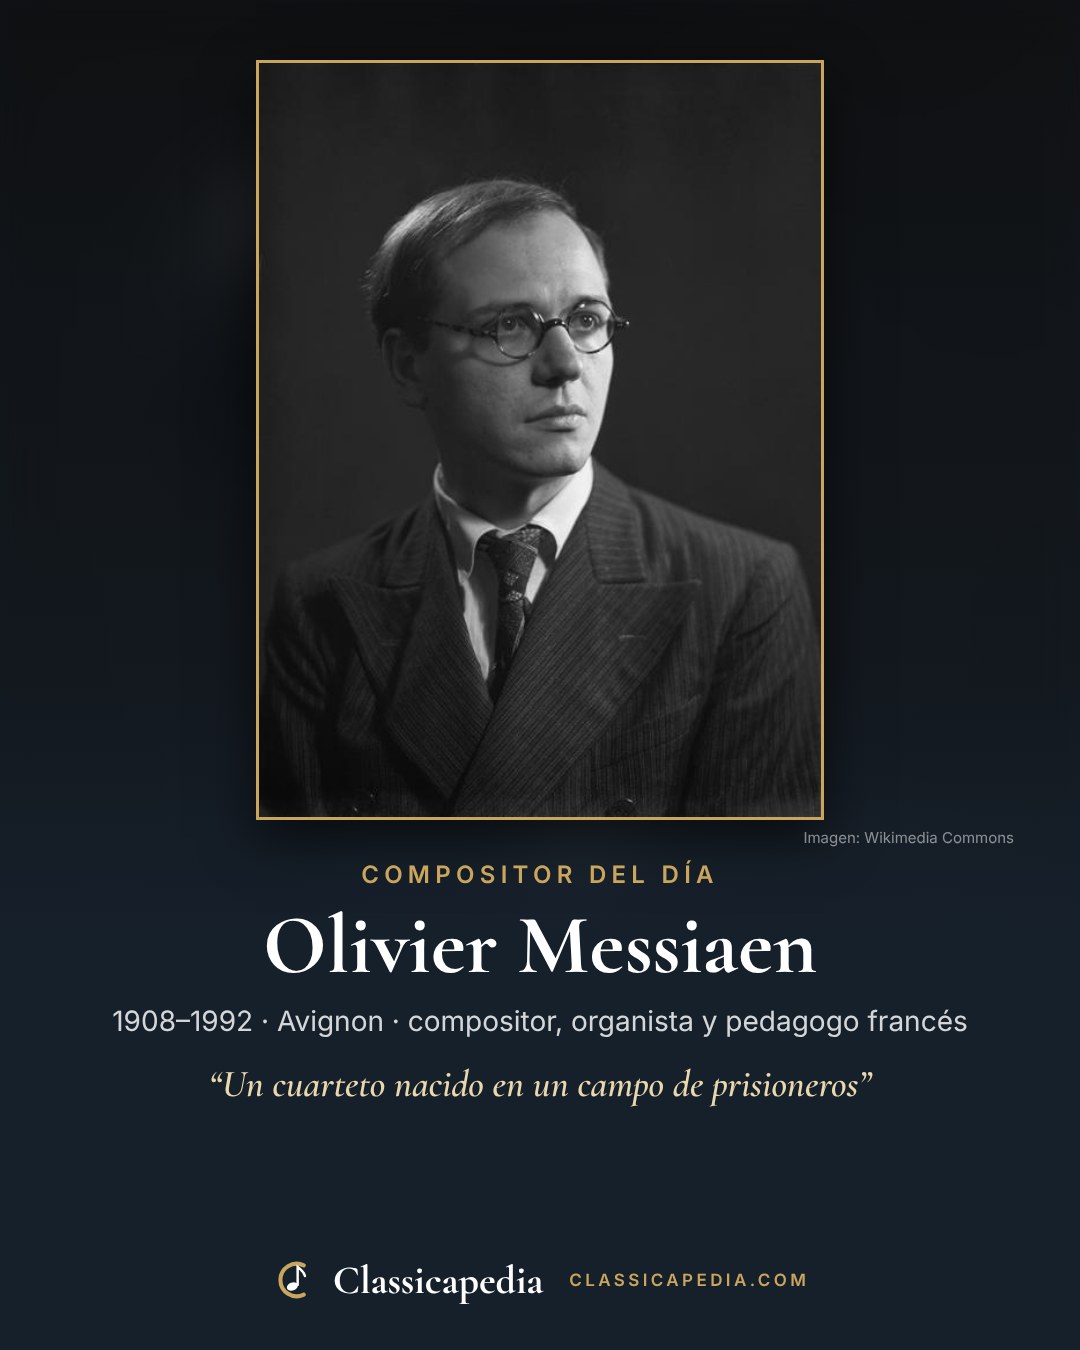 Imagen: Wikimedia Commons
COMPOSITOR DEL DÍA
Olivier Messiaen
1908–1992 · Avignon · compositor, organista y pedagogo francés
“Un cuarteto nacido en un campo de prisioneros”
Classicapedia CLASSICAPEDIA.COM